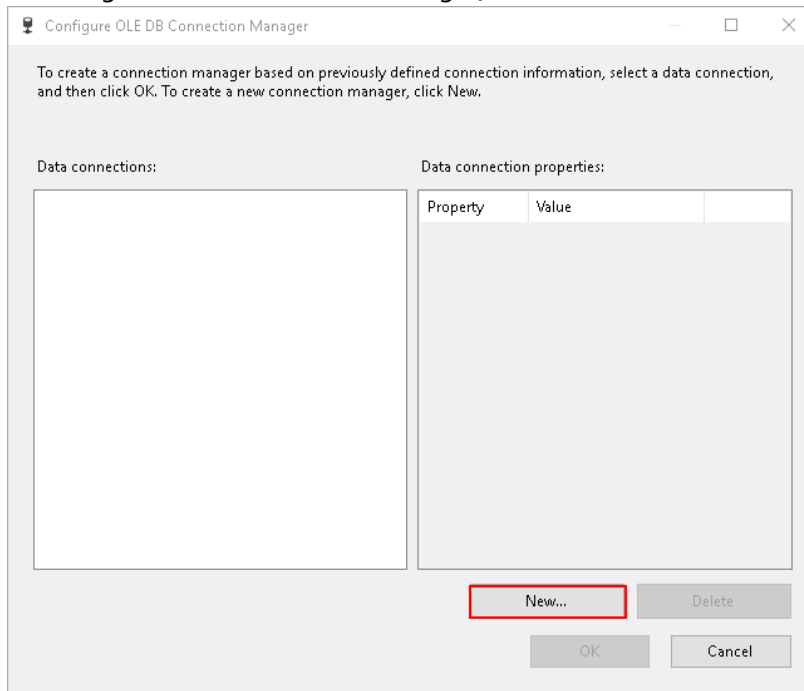 Configure OLE DB Connection Manager
To create a connection manager based on previously defined connection information, select a data connection,
and then click OK. To create a new connection manager, click New.
Data connections:
Data connection properties:
Property
Value
New...
Delete
OK
Cancel